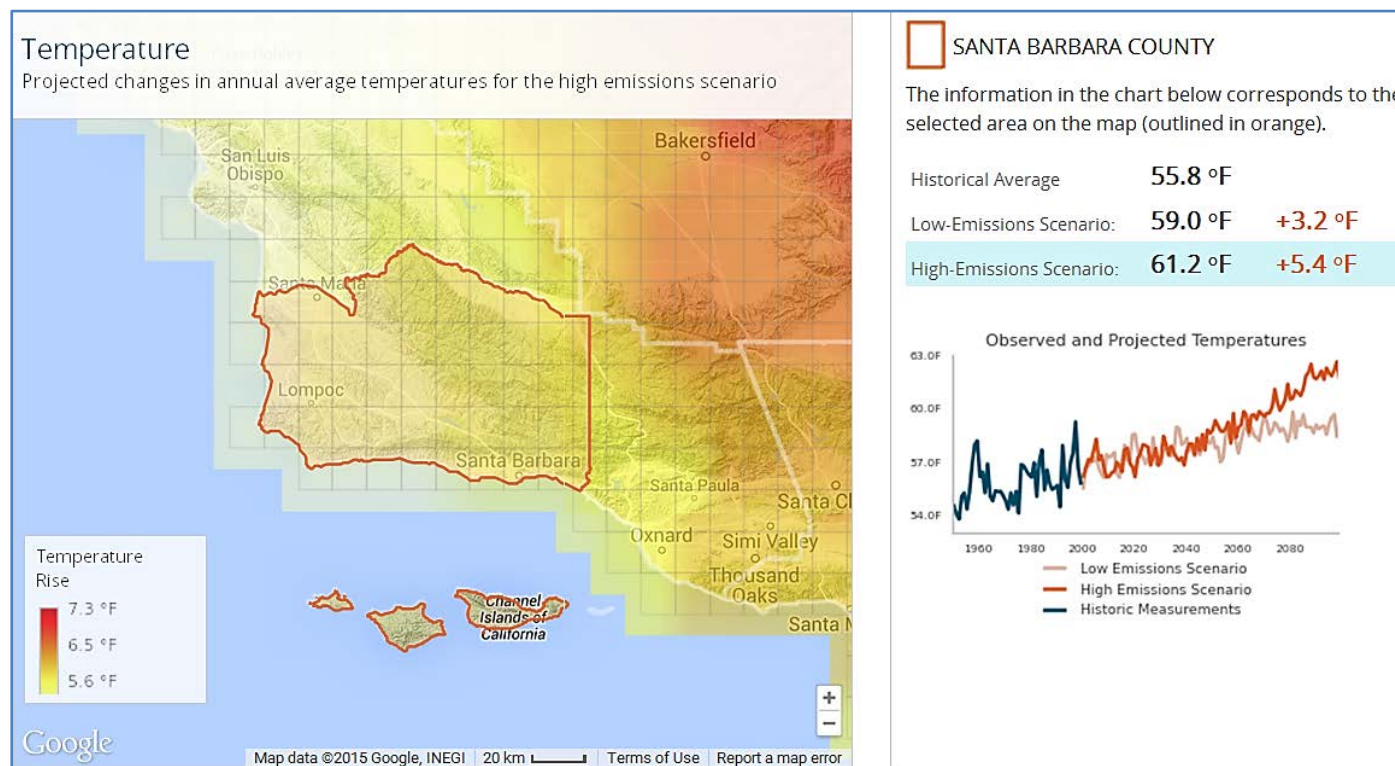 Temperature
Projected changes in annual average temperatures for the high emissions scenario
San Luis
Obispo
Bakersfield
Santa Maria
Lompoc
Santa Barbara
Santa Paula
Santa Cl
Oxnard
Simi Valley
Thousand
Oaks
Santa M
Channel
Islands of
California
Temperature
Rise
7.3 °F
6.5 °F
5.6 °F
+
−
Google
Map data ©2015 Google, INEGI
20 km
Terms of Use
Report a map error
SANTA BARBARA COUNTY
The information in the chart below corresponds to the
selected area on the map (outlined in orange).
Historical Average 55.8 °F
Low-Emissions Scenario: 59.0 °F +3.2 °F
High-Emissions Scenario: 61.2 °F +5.4 °F
Observed and Projected Temperatures
63.0F
60.0F
57.0F
54.0F
1960 1980 2000 2020 2040 2060 2080
Low Emissions Scenario
High Emissions Scenario
Historic Measurements